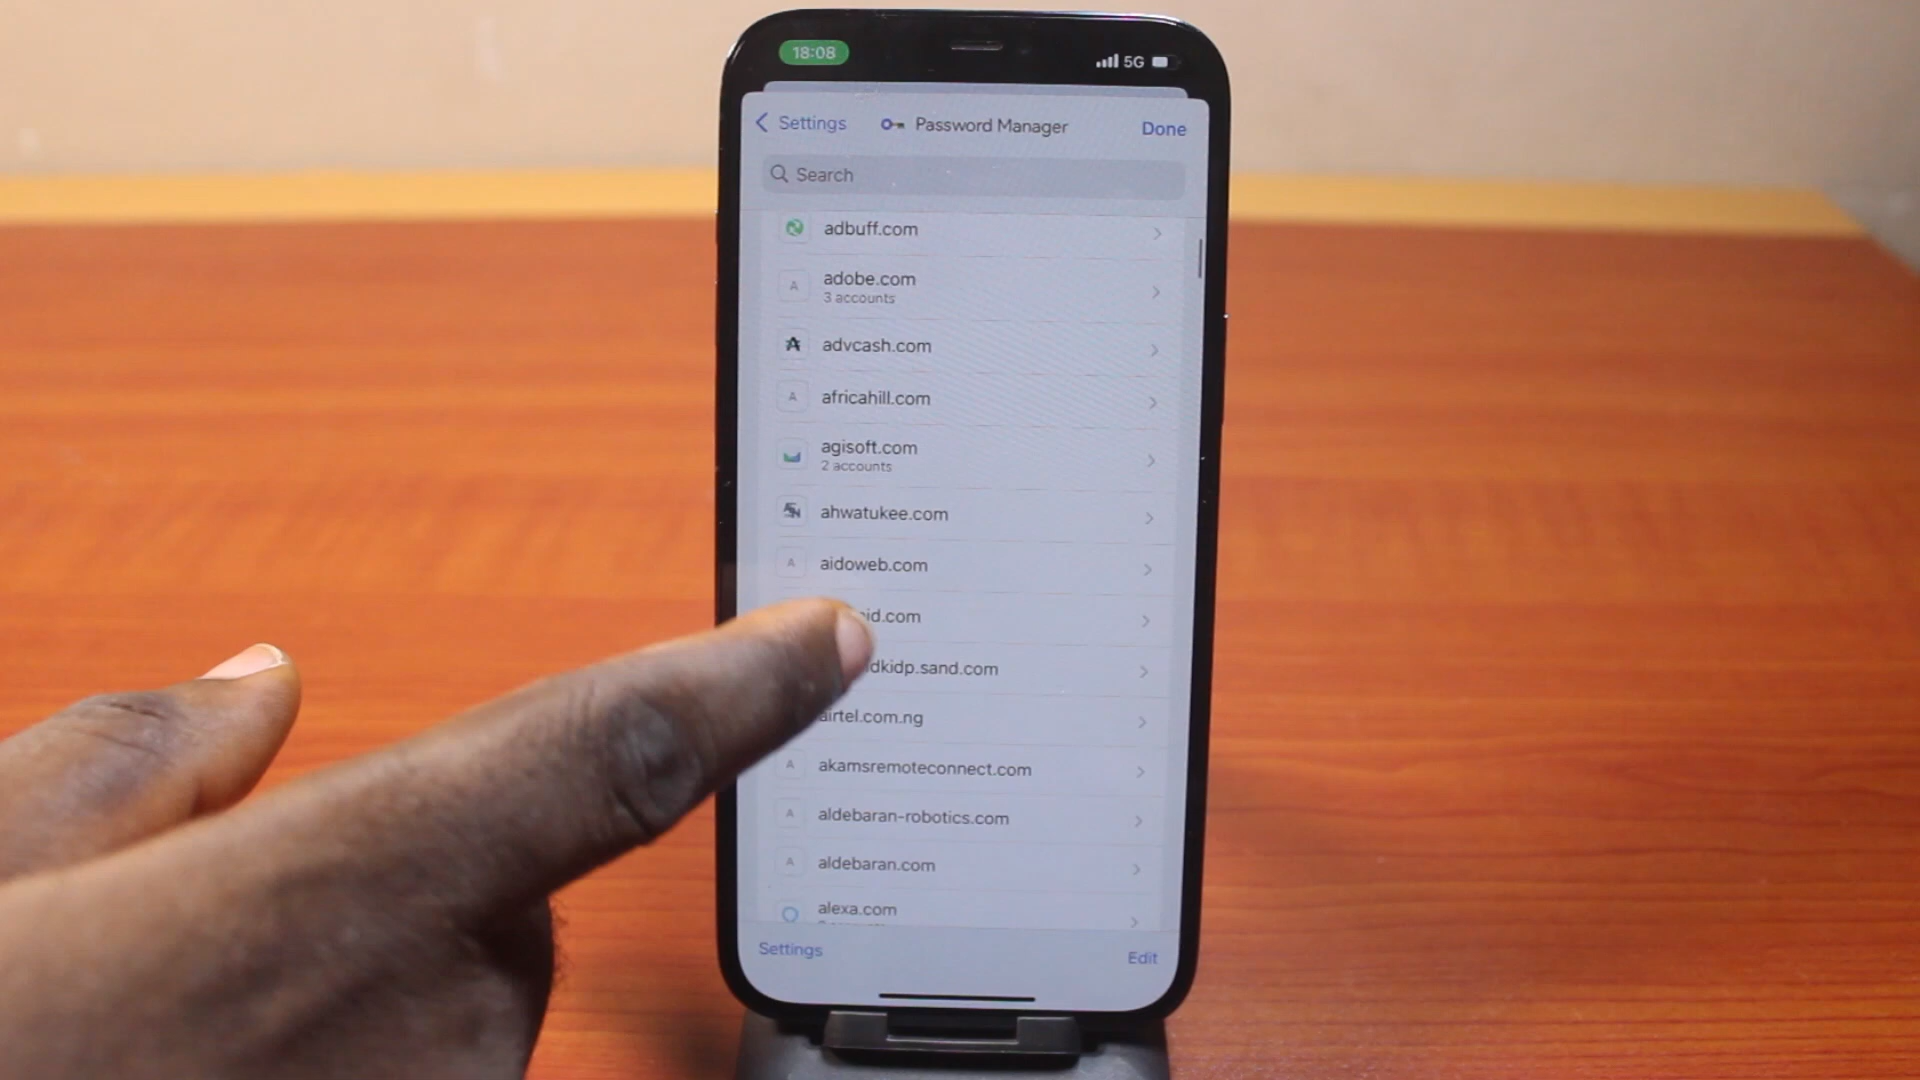 18:08
5G
Settings
Password Manager
Done
Search
adbuff.com
A
adobe.com
3 accounts
advcash.com
A
africahill.com
agisoft.com
2 accounts
ahwatukee.com
A
aidoweb.com
id.com
dkidp.sand.com
airtel.com.ng
A
akamsremoteconnect.com
A
aldebaran-robotics.com
A
aldebaran.com
alexa.com
Settings
Edit